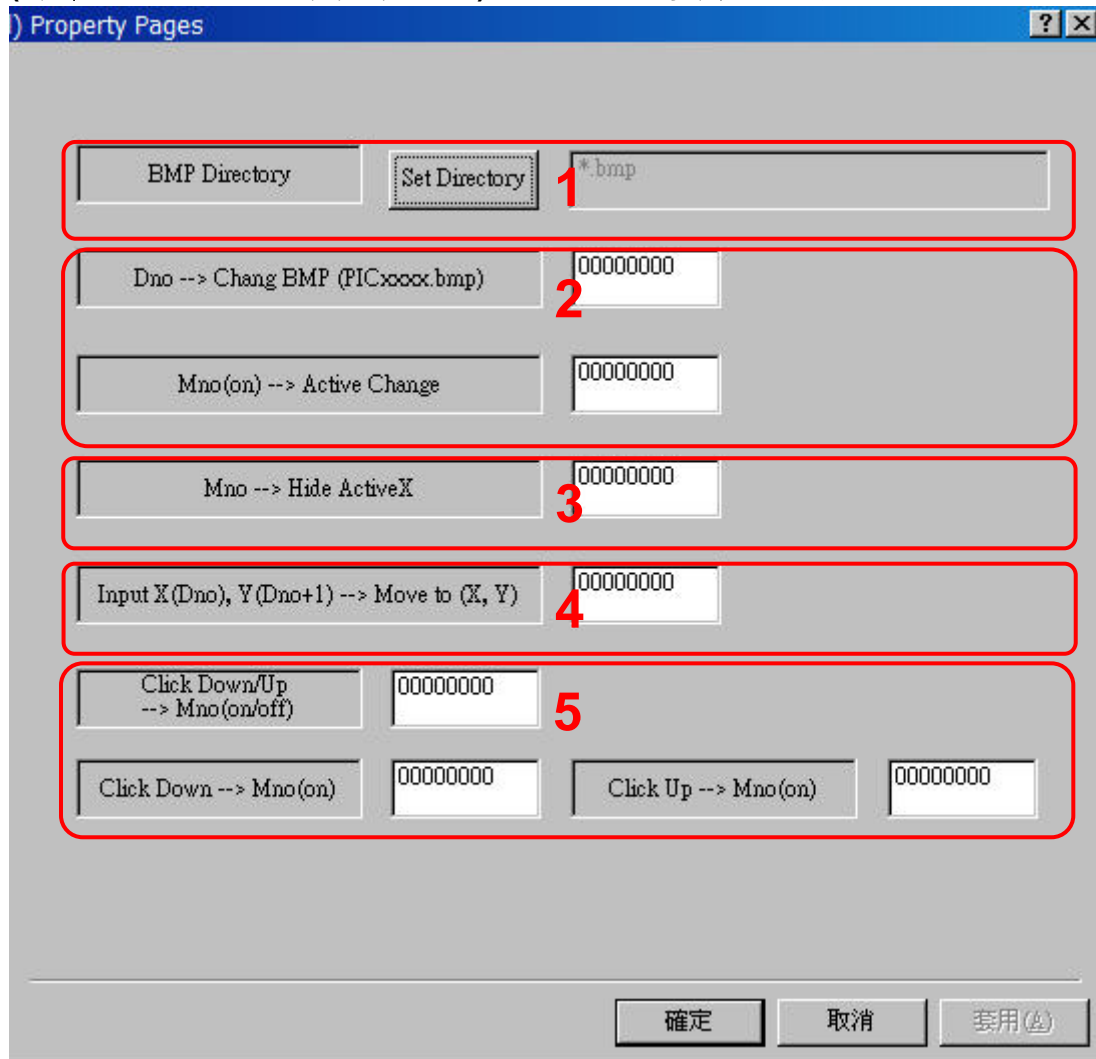 ) Property Pages
BMP Directory
Set Directory
*.bmp
1
Dno --> Chang BMP (PICxxxx.bmp)
00000000
2
Mno(on) --> Active Change
00000000
Mno --> Hide ActiveX
00000000
3
Input X(Dno), Y(Dno+1) --> Move to (X, Y)
00000000
4
Click Down/Up
--> Mno(on/off)
00000000
5
Click Down --> Mno(on)
00000000
Click Up --> Mno(on)
00000000
確定
取消
套用(A)